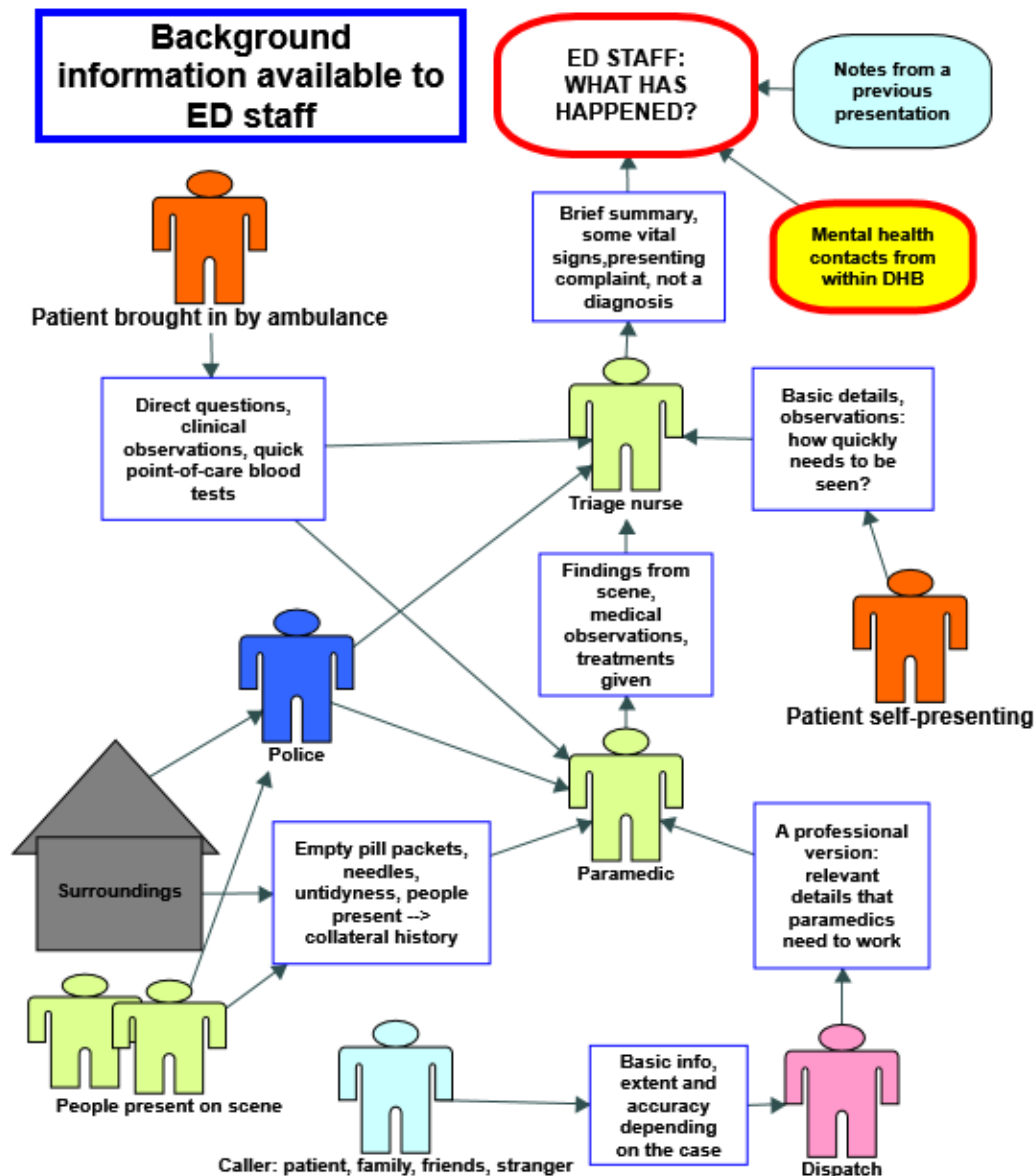 Background
information available to
ED staff
ED STAFF:
WHAT HAS
HAPPENED?
Notes from a
previous
presentation
Brief summary,
some vital
signs,presenting
complaint, not a
diagnosis
Mental health
contacts from
within DHB
Patient brought in by ambulance
Direct questions,
clinical
observations, quick
point-of-care blood
tests
Basic details,
observations:
how quickly
needs to be
seen?
Triage nurse
Findings from
scene,
medical
observations,
treatments
given
Patient self-presenting
Police
Surroundings
Empty pill packets,
needles,
untidyness, people
present -->
collateral history
Paramedic
A professional
version:
relevant
details that
paramedics
need to work
People present on scene
Basic info,
extent and
accuracy
depending
on the case
Caller: patient, family, friends, stranger
Dispatch